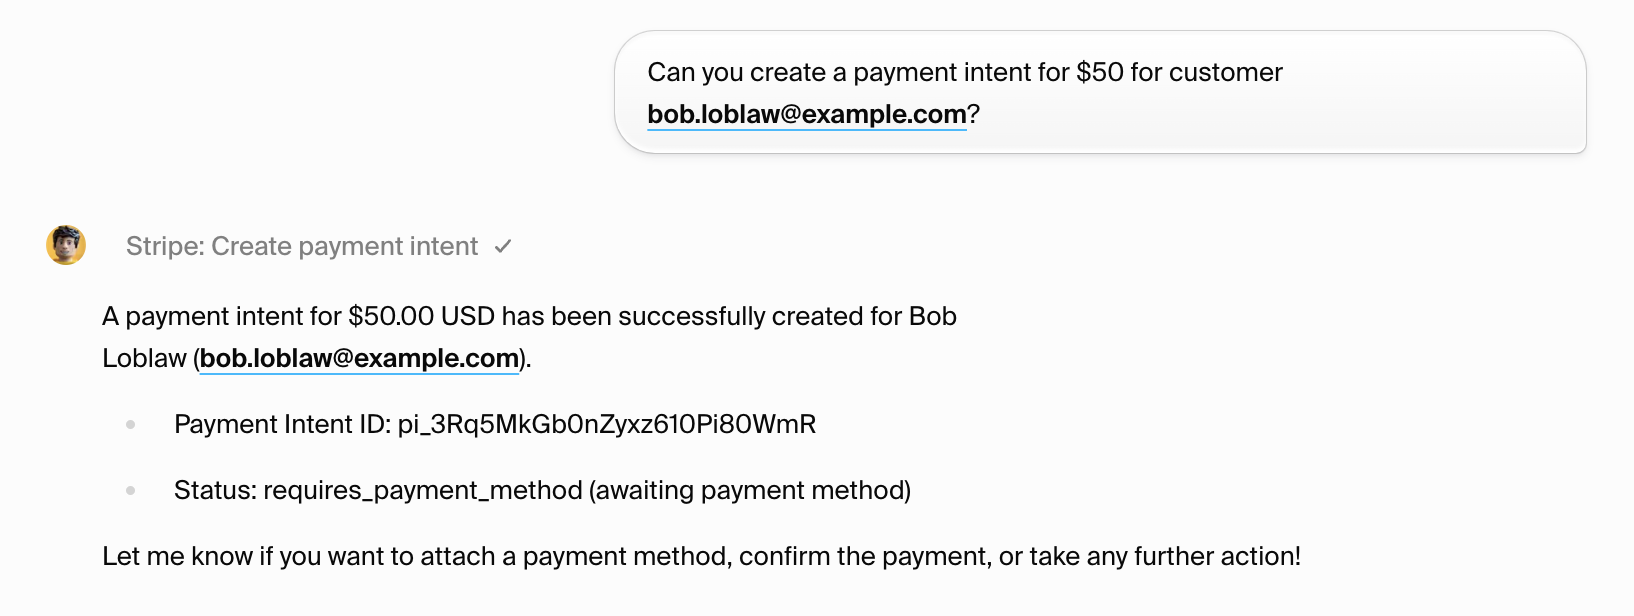 Can you create a payment intent for $50 for customer
bob.loblaw@example.com?
Stripe: Create payment intent
A payment intent for $50.00 USD has been successfully created for Bob
Loblaw (bob.loblaw@example.com).
Payment Intent ID: pi_3Rq5MkGb0nZyxz610Pi80WmR
Status: requires_payment_method (awaiting payment method)
Let me know if you want to attach a payment method, confirm the payment, or take any further action!